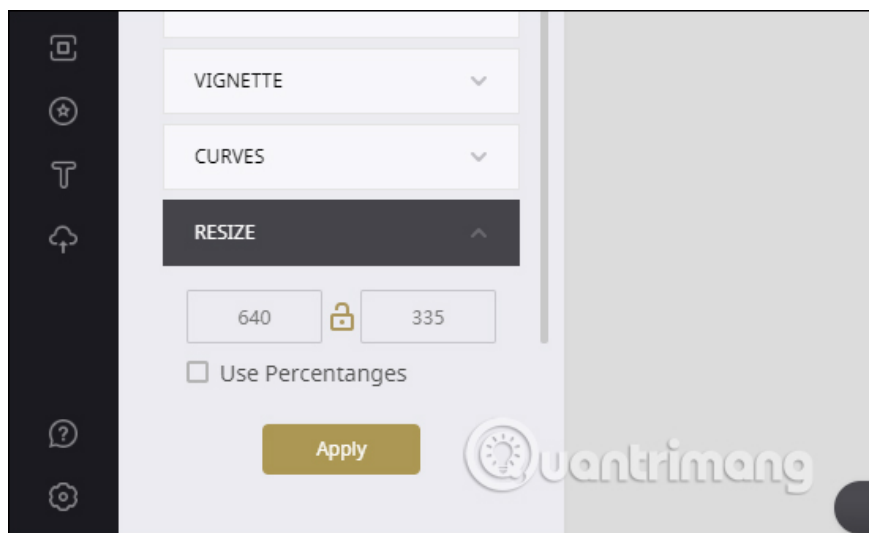 VIGNETTE
CURVES
RESIZE
640 335
Use Percentanges
Apply
Quantrimang